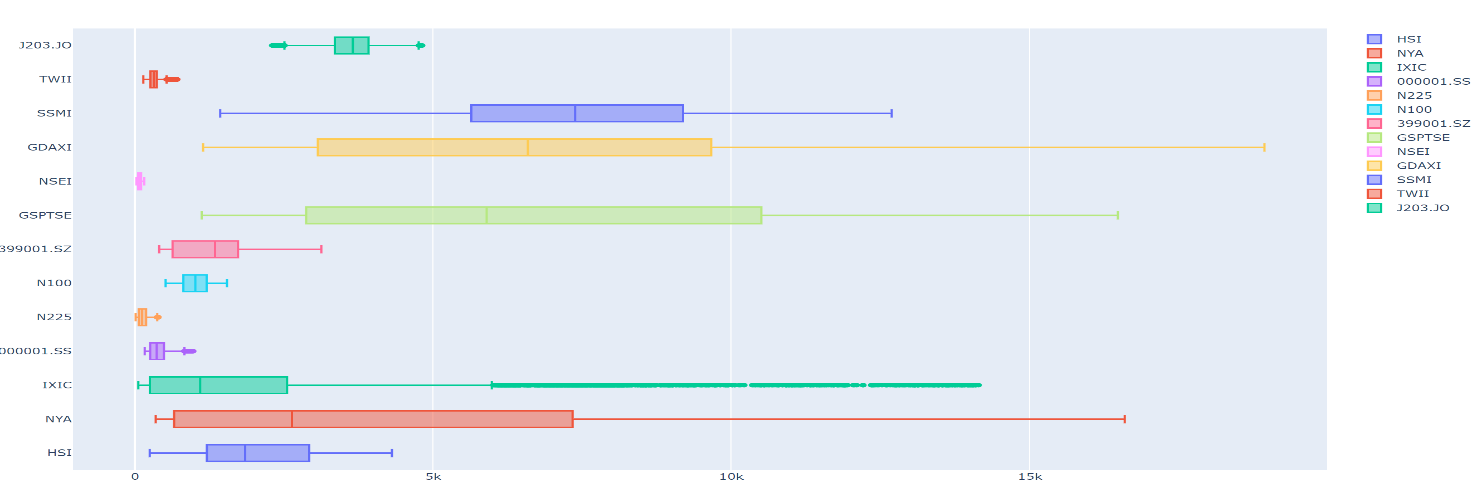 J203.JO
TWII
SSMI
GDAXI
NSEI
GSPTSE
399001.SZ
N100
N225
000001.SS
IXIC
NYA
HSI
0 5k 10k 15k
HSI
NYA
IXIC
000001.SS
N225
N100
399001.SZ
GSPTSE
NSEI
GDAXI
SSMI
TWII
J203.JO